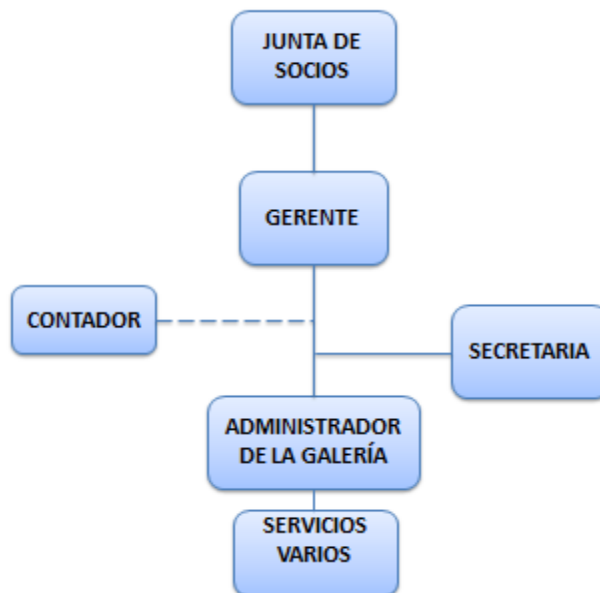 JUNTA DE
SOCIOS
GERENTE
CONTADOR
SECRETARIA
ADMINISTRADOR
DE LA GALERÍA
SERVICIOS
VARIOS